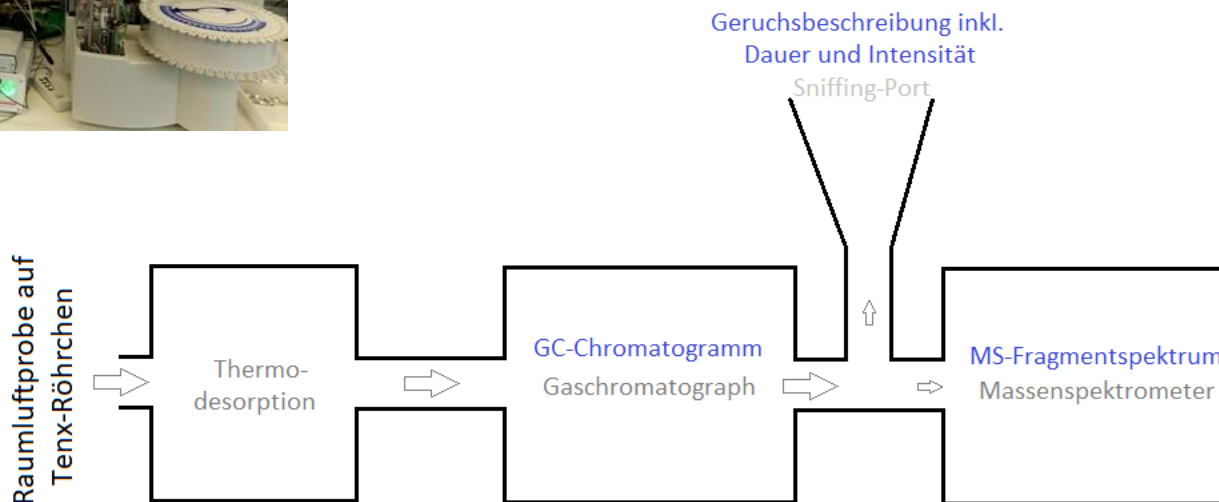 Geruchsbeschreibung inkl.
Dauer und Intensität
Sniffing-Port
Raumluftprobe auf
Tenx-Röhrchen
Thermo-
desorption
GC-Chromatogramm
Gaschromatograph
MS-Fragmentspektrum
Massenspektrometer